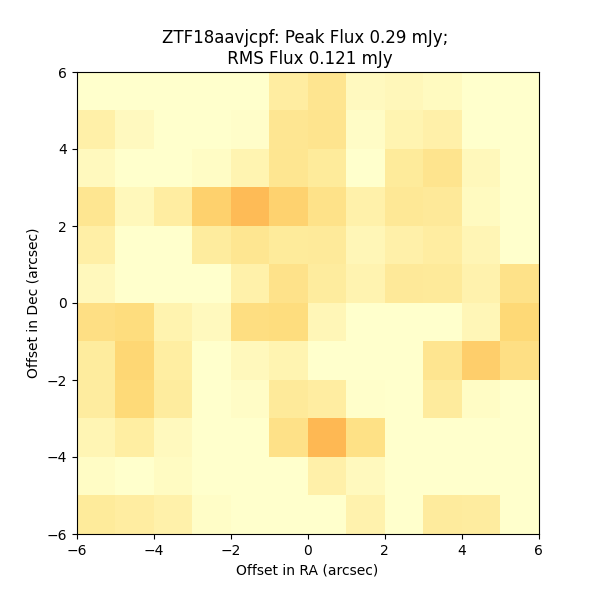 ZTF18aavjcpf: Peak Flux 0.29 mJy;
RMS Flux 0.121 mJy
6
4
2
0
−2
−4
−6
Offset in Dec (arcsec)
−6 −4 −2 0 2 4 6
Offset in RA (arcsec)